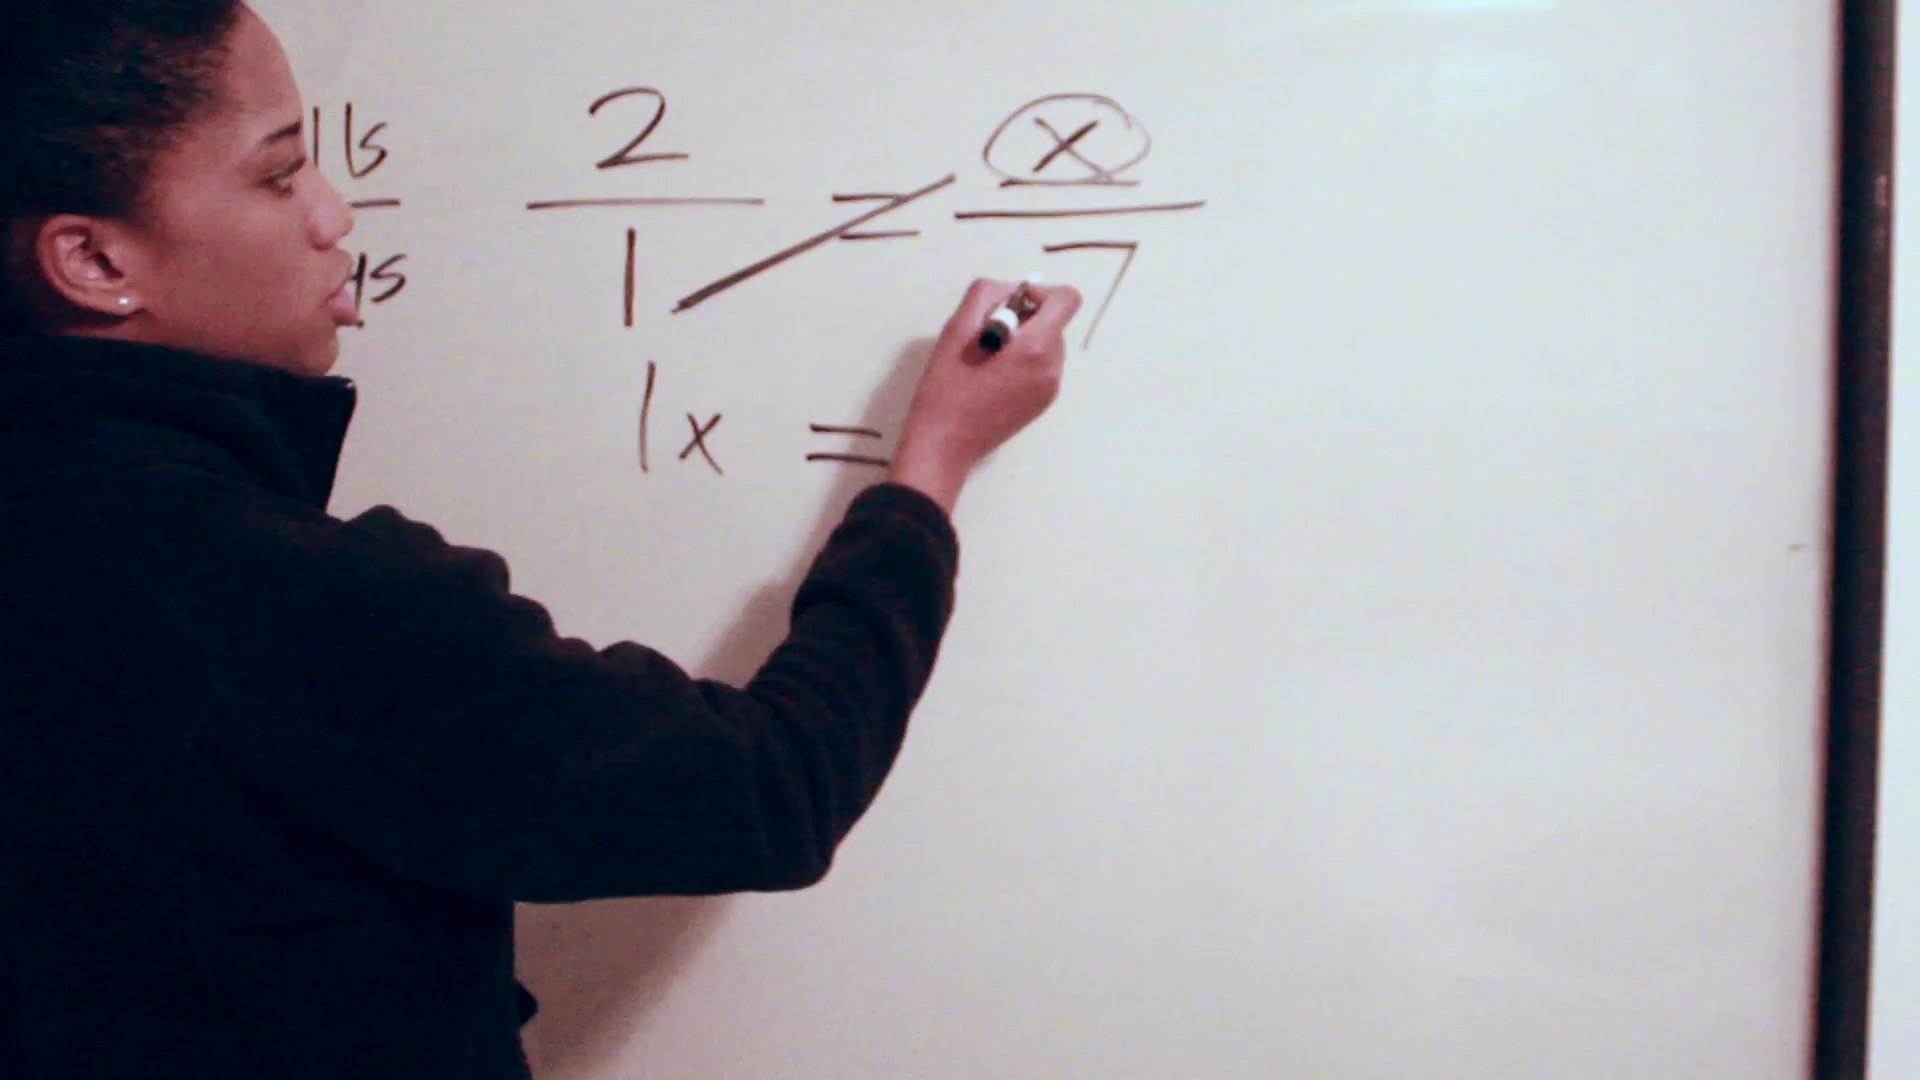 2 = x
1 7
1x =